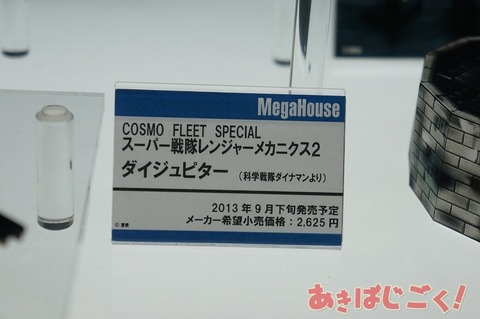 MegaHouse
COSMO FLEET SPECIAL
スーパー戦隊レンジャーメカニクス2
ダイジュピター (科学戦隊ダイナマンより)
2013年9月下旬発売予定
メーカー希望小売価格:2,625円
© 東映
あきばじごく!